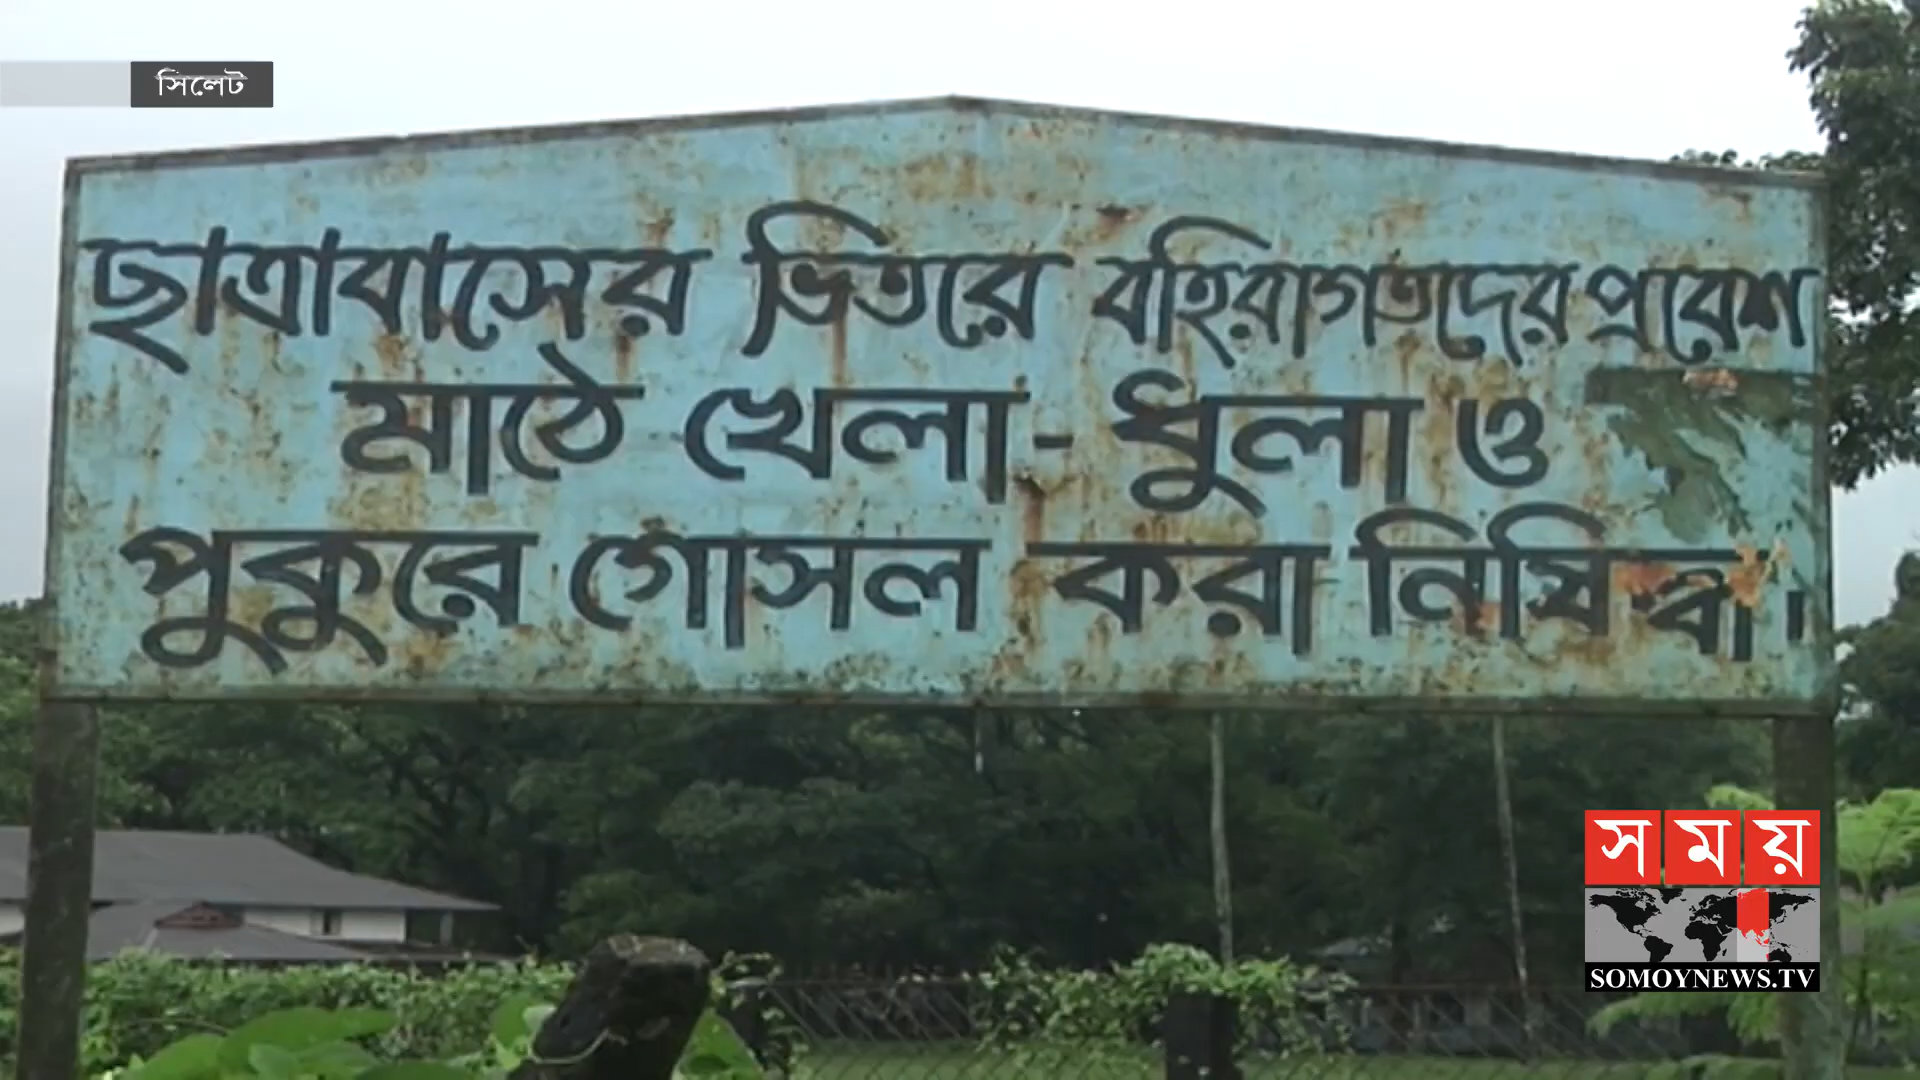 সিলেট
ছাত্রাবাসের ভিতরে বহিরাগতদের প্রবেশ
মাঠে খেলা - ধুলা ও
পুকুরে গোসল করা নিষিদ্ধ।
সময়
SOMOYNEWS.TV